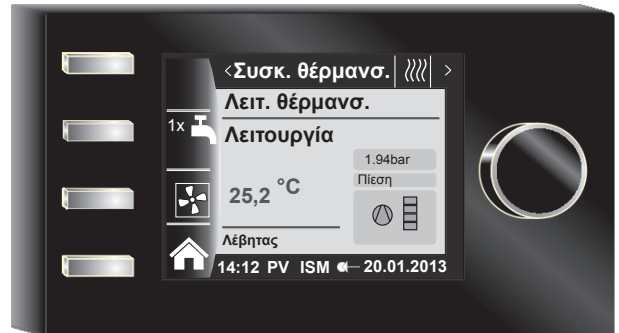 <Συσκ. θέρμανσ. >
Λειτ. θέρμανσ.
1x
Λειτουργία
1.94bar
Πίεση
25,2 °C
Λέβητας
14:12 PV ISM 20.01.2013